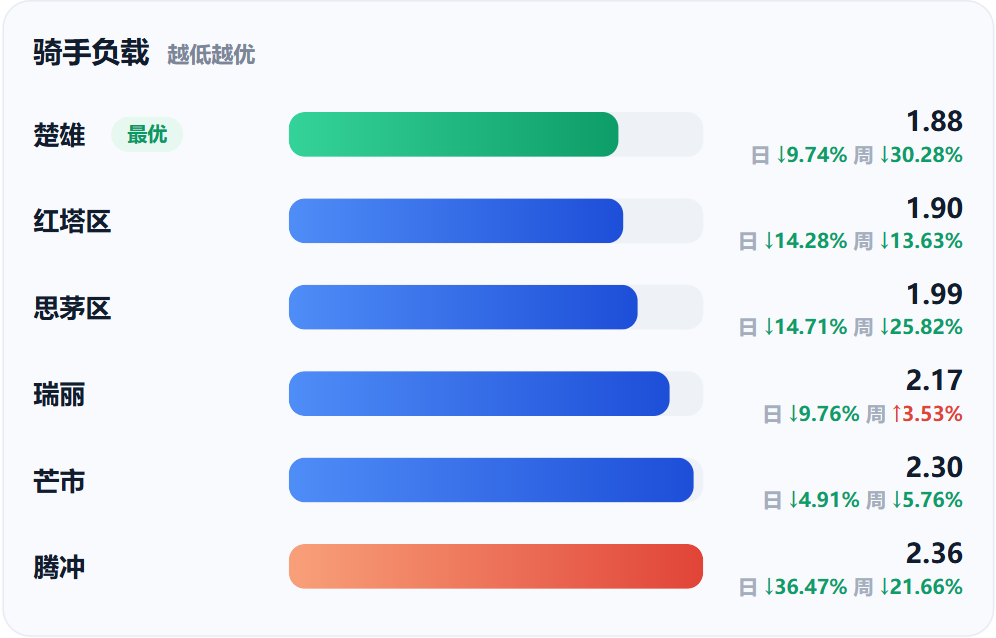 骑手负载 越低越优
楚雄 最优 1.88
日 ↓9.74% 周 ↓30.28%
红塔区 1.90
日 ↓14.28% 周 ↓13.63%
思茅区 1.99
日 ↓14.71% 周 ↓25.82%
瑞丽 2.17
日 ↓9.76% 周 ↑3.53%
芒市 2.30
日 ↓4.91% 周 ↓5.76%
腾冲 2.36
日 ↓36.47% 周 ↓21.66%